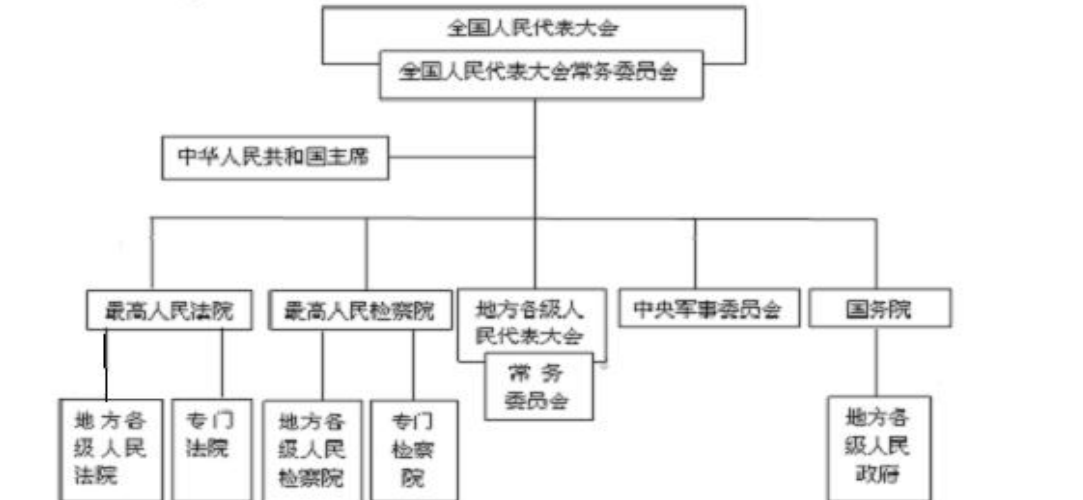 全国人民代表大会
全国人民代表大会常务委员会
中华人民共和国主席
最高人民法院
最高人民检察院
地方各级人
民代表大会
常务
委员会
中央军事委员会
国务院
地方各
级人民
法院
专门
法院
地方各
级人民
检察院
专门
检察
院
地方各
级人民
政府